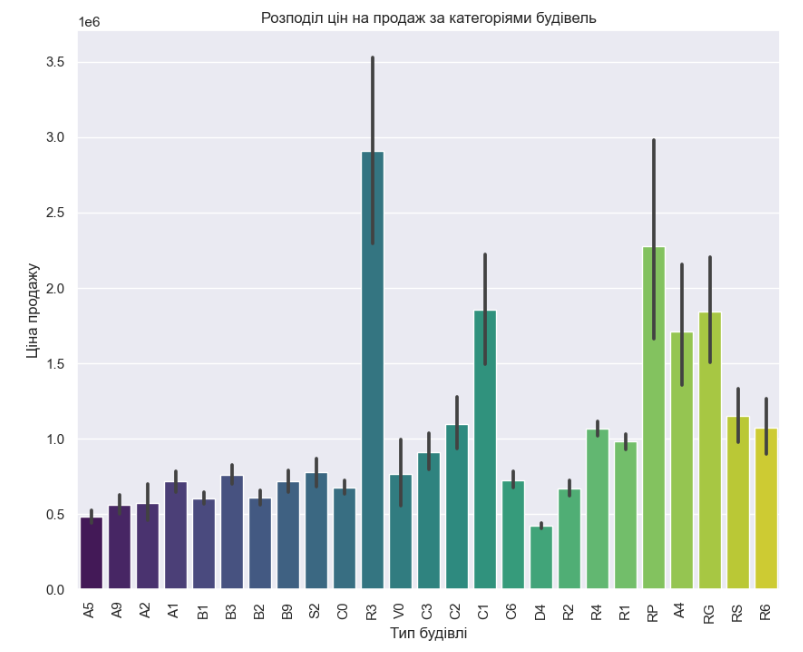 Розподіл цін на продаж за категоріями будівель
1e6
3.5
3.0
2.5
2.0
1.5
1.0
0.5
0.0
Ціна продажу
A5 A9 A2 A1 B1 B3 B2 B9 S2 C0 R3 V0 C3 C2 C1 C6 D4 R2 R4 R1 RP A4 RG RS R6
Тип будівлі